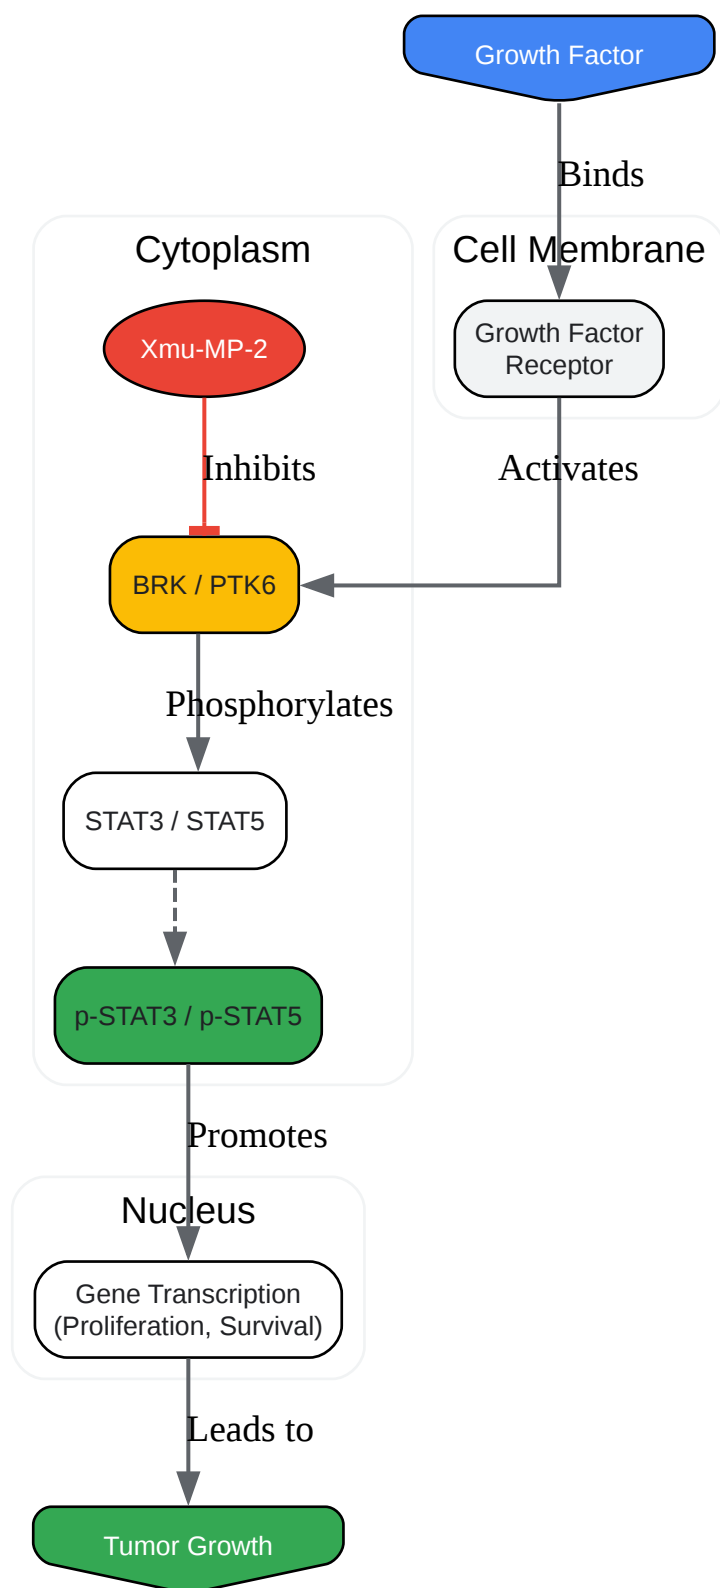 Growth Factor
Binds
Cytoplasm
Cell Membrane
Xmu-MP-2
Growth Factor
Receptor
Inhibits
Activates
BRK / PTK6
Phosphorylates
STAT3 / STAT5
p-STAT3 / p-STAT5
Promotes
Nucleus
Gene Transcription
(Proliferation, Survival)
Leads to
Tumor Growth